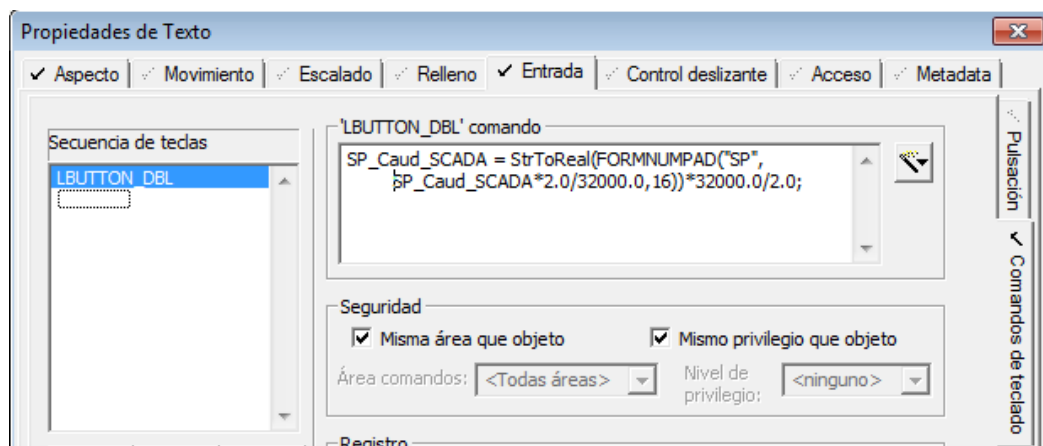 Propiedades de Texto
Aspecto Movimiento Escalado Relleno Entrada Control deslizante Acceso Metadata
Secuencia de teclas
LBUTTON_DBL
'LBUTTON_DBL' comando
SP_Caud_SCADA = StrToReal(FORMNUMPAD("SP",
SP_Caud_SCADA*2.0/32000.0,16))*32000.0/2.0;
Seguridad
Misma área que objeto Mismo privilegio que objeto
Área comandos: <Todas áreas> Nivel de
privilegio: <ninguno>
Registro
Pulsación
Comandos de teclado